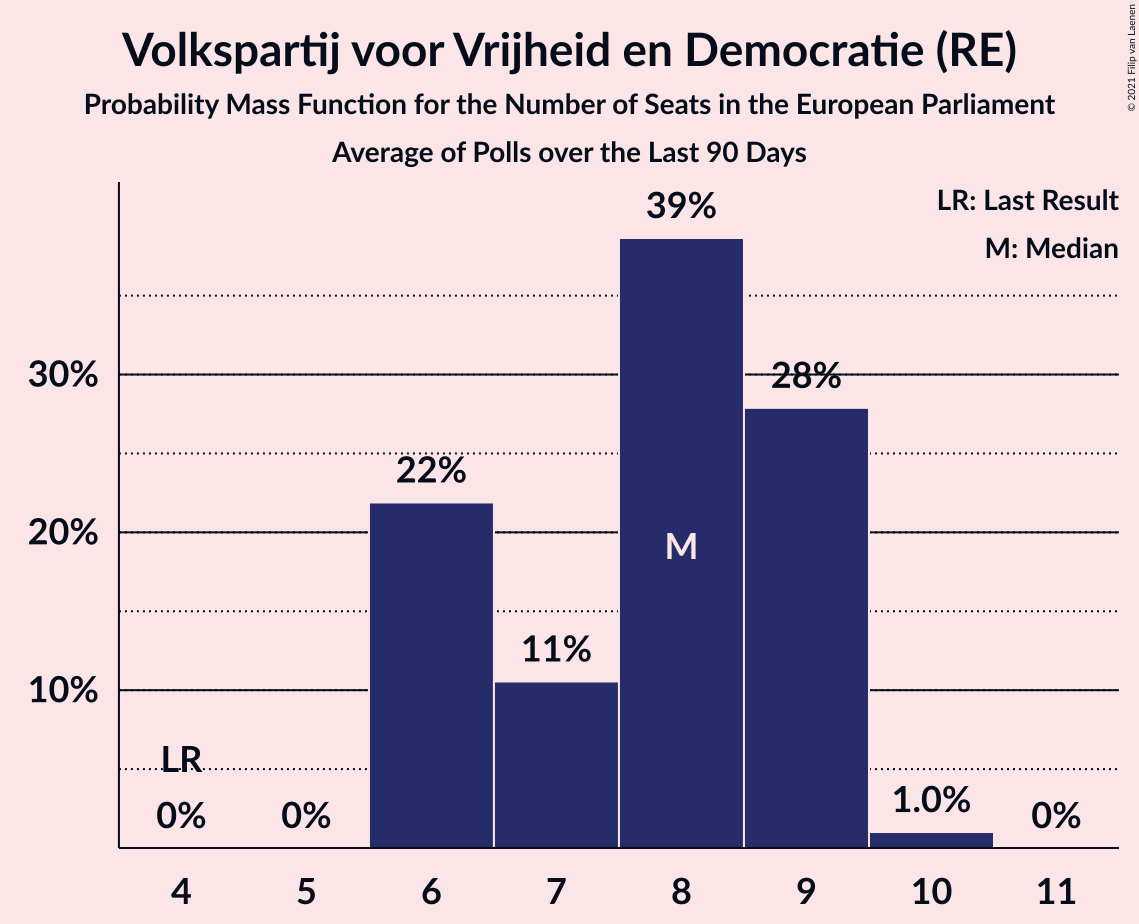 Volkspartij voor Vrijheid en Democratie (RE)
Probability Mass Function for the Number of Seats in the European Parliament
Average of Polls over the Last 90 Days
© 2021 Filip van Laenen
LR: Last Result
M: Median
39%
30%
28%
22%
20%
M
11%
10%
LR
0%
0%
1.0%
0%
4 5 6 7 8 9 10 11